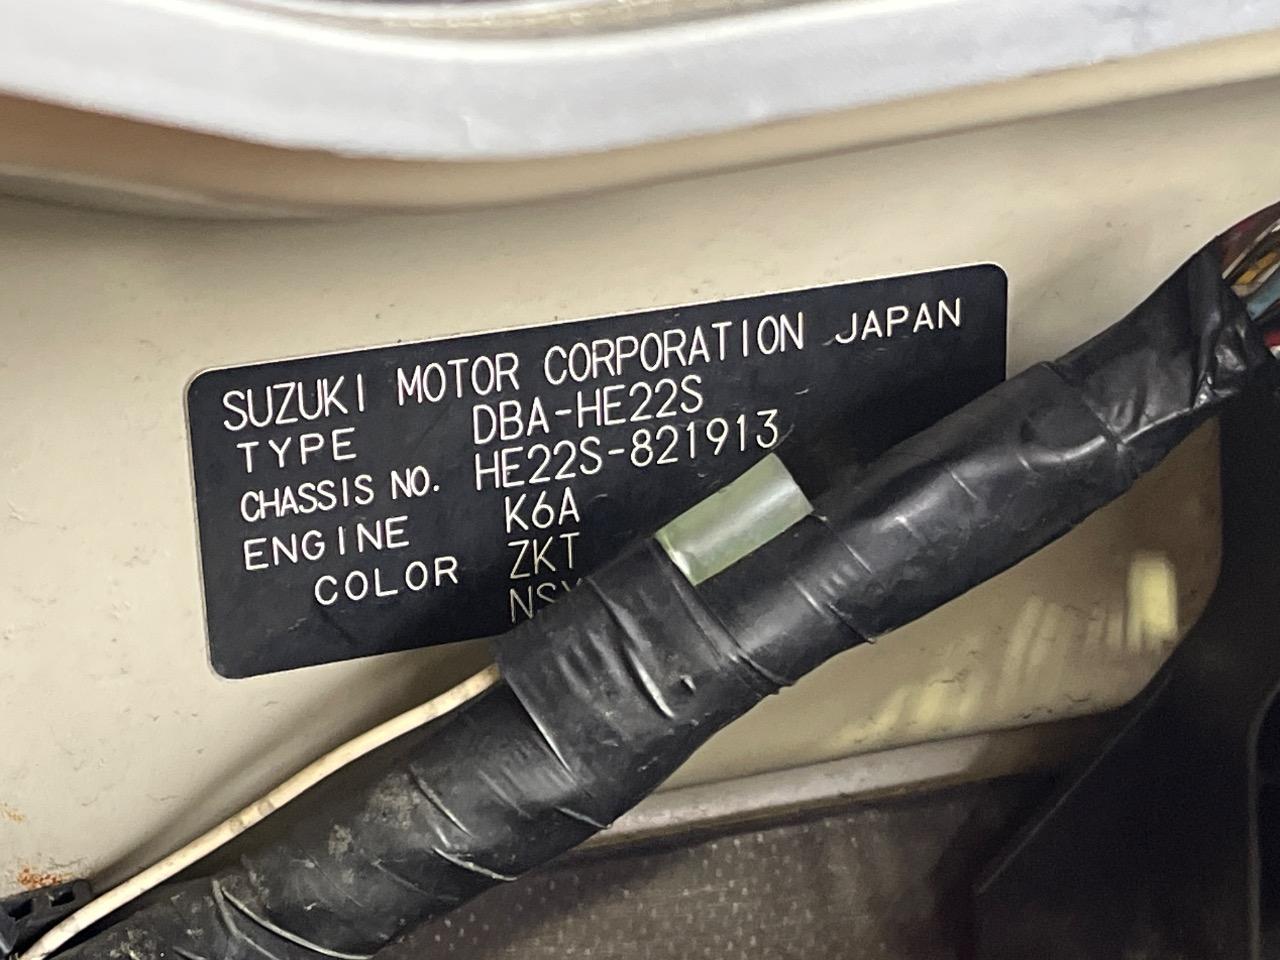 SUZUKI MOTOR CORPORATION JAPAN
TYPE DBA-HE22S
CHASSIS NO. HE22S-821913
ENGINE K6A
COLOR ZKT